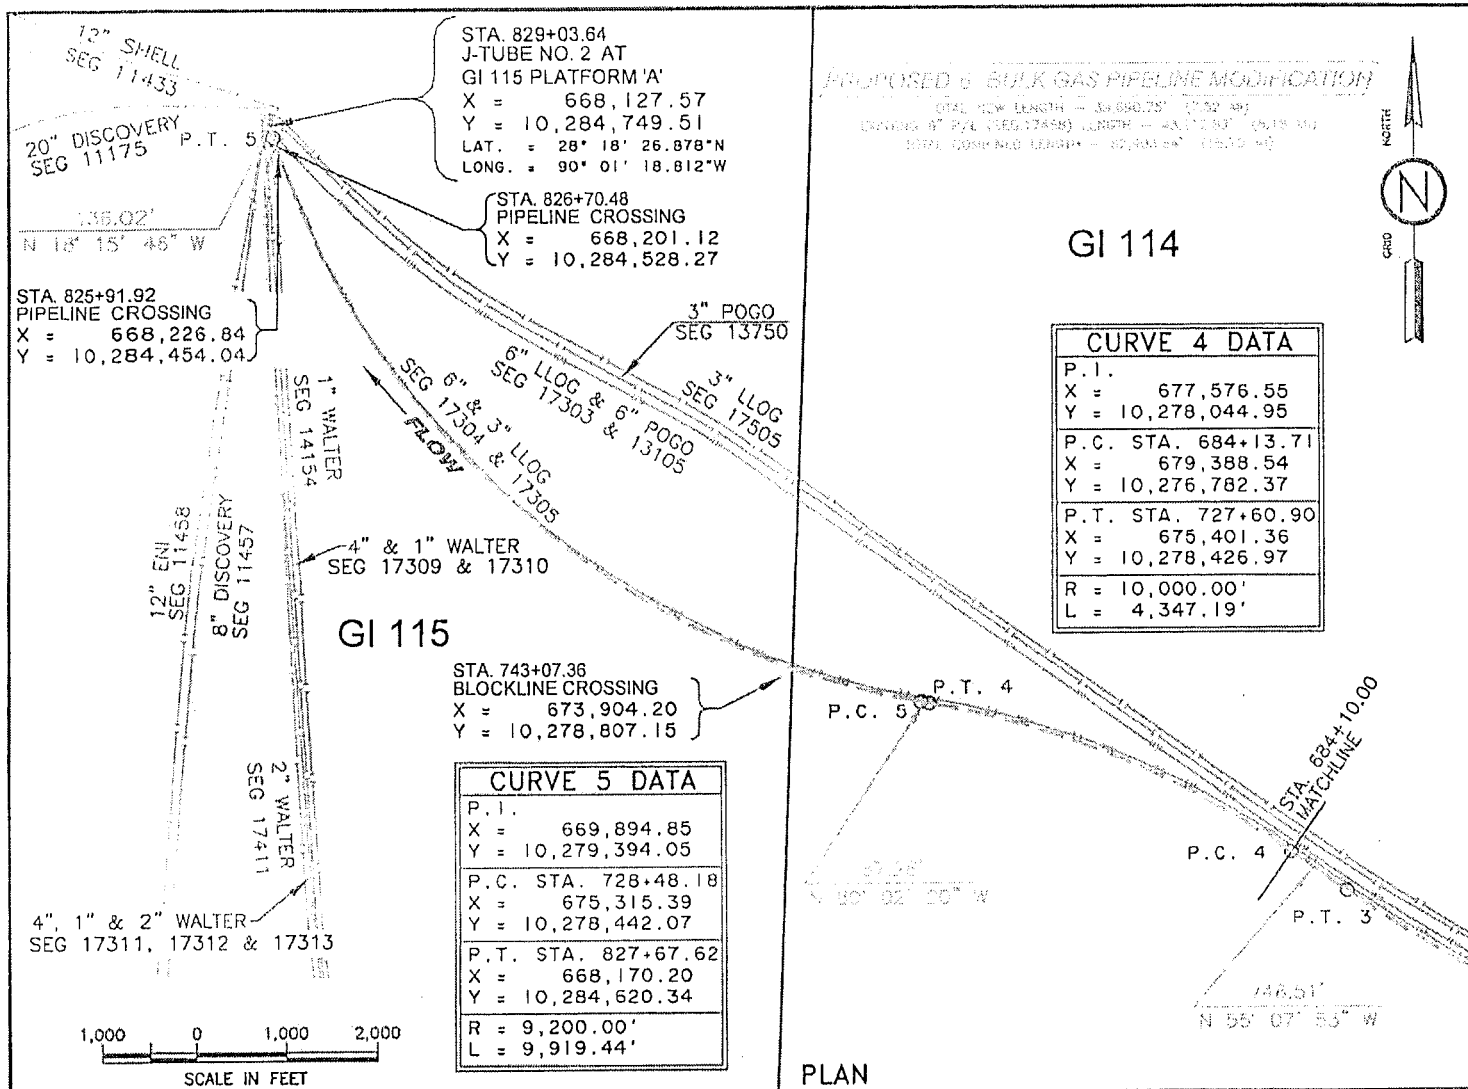 12" SHELL
SEG 11433
20" DISCOVERY
SEG 11175
P.T. 5
136.02'
N 18° 15' 46" W
STA. 829+03.64
J-TUBE NO. 2 AT
GI 115 PLATFORM 'A'
X = 668,127.57
Y = 10,284,749.51
LAT. = 28° 18' 26.878"N
LONG. = 90° 01' 18.812"W
STA. 826+70.48
PIPELINE CROSSING
X = 668,201.12
Y = 10,284,528.27
STA. 825+91.92
PIPELINE CROSSING
X = 668,226.84
Y = 10,284,454.04
PROPOSED 6" BULK GAS PIPELINE MODIFICATION
NORTH
N
GRID
GI 114
3" POGO
SEG 13750
3" LLOG
SEG 17505
6" LLOG & 6" POGO
SEG 17303 & 13105
6" & 3" LLOG
SEG 17304 & 17305
FLOW
1" WALTER
SEG 14154
12" ENI
SEG 11458
8" DISCOVERY
SEG 11457
4" & 1" WALTER
SEG 17309 & 17310
GI 115
CURVE 4 DATA
P.I.
X = 677,576.55
Y = 10,278,044.95
P.C. STA. 684+13.71
X = 679,388.54
Y = 10,276,782.37
P.T. STA. 727+60.90
X = 675,401.36
Y = 10,278,426.97
R = 10,000.00'
L = 4,347.19'
STA. 743+07.36
BLOCKLINE CROSSING
X = 673,904.20
Y = 10,278,807.15
P.T. 4
P.C. 5
STA. 684+10.00
MATCHLINE
P.C. 4
P.T. 3
N 80° 02' 20" W
748.51'
N 55° 07' 53" W
2" WALTER
SEG 17411
4", 1" & 2" WALTER
SEG 17311, 17312 & 17313
CURVE 5 DATA
P.I.
X = 669,894.85
Y = 10,279,394.05
P.C. STA. 728+48.18
X = 675,315.39
Y = 10,278,442.07
P.T. STA. 827+67.62
X = 668,170.20
Y = 10,284,620.34
R = 9,200.00'
L = 9,919.44'
1,000 0 1,000 2,000
SCALE IN FEET
PLAN